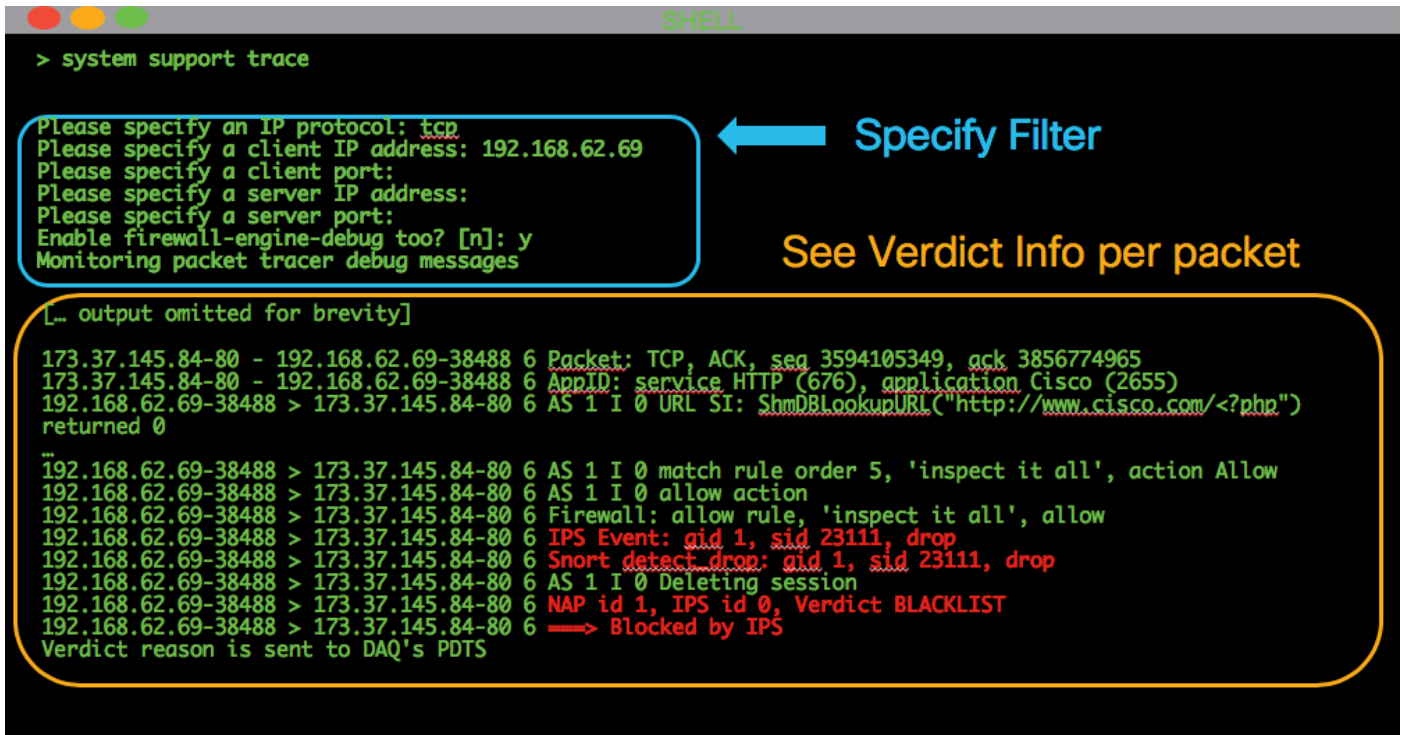 SHELL
> system support trace
Please specify an IP protocol: tcp
Please specify a client IP address: 192.168.62.69
Please specify a client port:
Please specify a server IP address:
Please specify a server port:
Enable firewall-engine-debug too? [n]: y
Monitoring packet tracer debug messages
Specify Filter
See Verdict Info per packet
[… output omitted for brevity]
173.37.145.84-80 - 192.168.62.69-38488 6 Packet: TCP, ACK, seq 3594105349, ack 3856774965
173.37.145.84-80 - 192.168.62.69-38488 6 AppID: service HTTP (676), application Cisco (2655)
192.168.62.69-38488 > 173.37.145.84-80 6 AS 1 I 0 URL SI: ShmDBLookupURL("http://www.cisco.com/<?php")
returned 0
…
192.168.62.69-38488 > 173.37.145.84-80 6 AS 1 I 0 match rule order 5, 'inspect it all', action Allow
192.168.62.69-38488 > 173.37.145.84-80 6 AS 1 I 0 allow action
192.168.62.69-38488 > 173.37.145.84-80 6 Firewall: allow rule, 'inspect it all', allow
192.168.62.69-38488 > 173.37.145.84-80 6 IPS Event: gid 1, sid 23111, drop
192.168.62.69-38488 > 173.37.145.84-80 6 Snort detect_drop: gid 1, sid 23111, drop
192.168.62.69-38488 > 173.37.145.84-80 6 AS 1 I 0 Deleting session
192.168.62.69-38488 > 173.37.145.84-80 6 NAP id 1, IPS id 0, Verdict BLACKLIST
192.168.62.69-38488 > 173.37.145.84-80 6 ===> Blocked by IPS
Verdict reason is sent to DAQ's PDTS